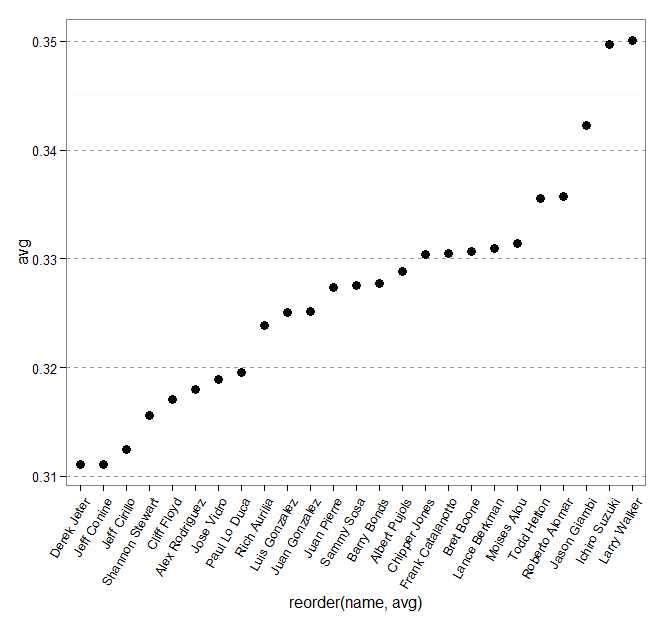 0.35
0.34
0.33
0.32
0.31
avg
Derek Jeter
Jeff Conine
Jeff Cirillo
Shannon Stewart
Cliff Floyd
Alex Rodriguez
Jose Vidro
Paul Lo Duca
Rich Aurilia
Luis Gonzalez
Juan Gonzalez
Juan Pierre
Sammy Sosa
Barry Bonds
Albert Pujols
Chipper Jones
Frank Catalanotto
Bret Boone
Lance Berkman
Moises Alou
Todd Helton
Roberto Alomar
Jason Giambi
Ichiro Suzuki
Larry Walker
reorder(name, avg)